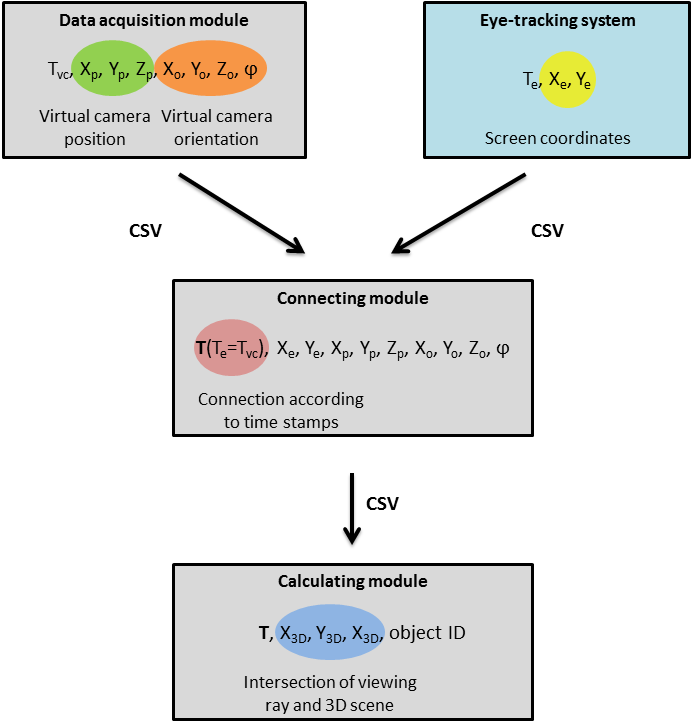 Data acquisition module
Tvc, Xp, Yp, Zp, Xo, Yo, Zo, φ
Virtual camera position
Virtual camera orientation
Eye-tracking system
Te, Xe, Ye
Screen coordinates
CSV
CSV
Connecting module
T(Te=Tvc), Xe, Ye, Xp, Yp, Zp, Xo, Yo, Zo, φ
Connection according
to time stamps
CSV
Calculating module
T, X3D, Y3D, X3D, object ID
Intersection of viewing
ray and 3D scene